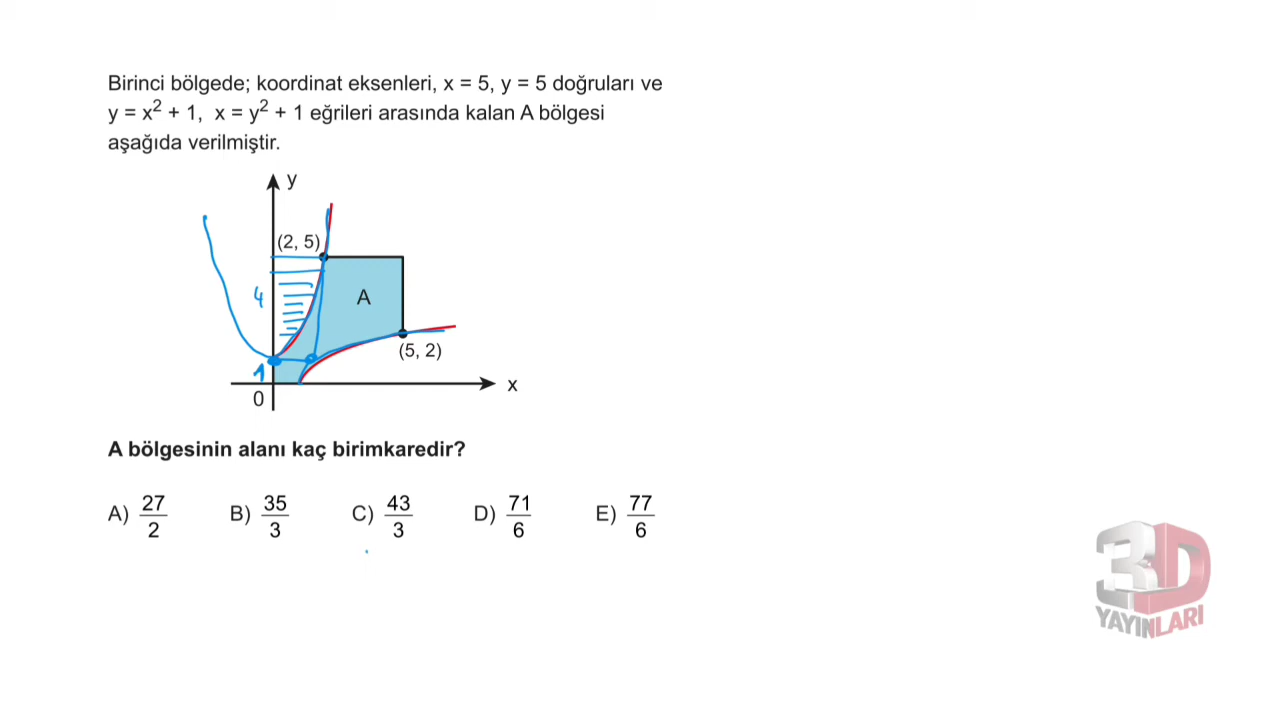 Birinci bölgede; koordinat eksenleri, x = 5, y = 5 doğruları ve
y = x² + 1, x = y² + 1 eğrileri arasında kalan A bölgesi
aşağıda verilmiştir.
y
(2, 5)
4
A
(5, 2)
1
x
0
A bölgesinin alanı kaç birimkaredir?
A) 27/2 B) 35/3 C) 43/3 D) 71/6 E) 77/6
3D
YAYINLARI